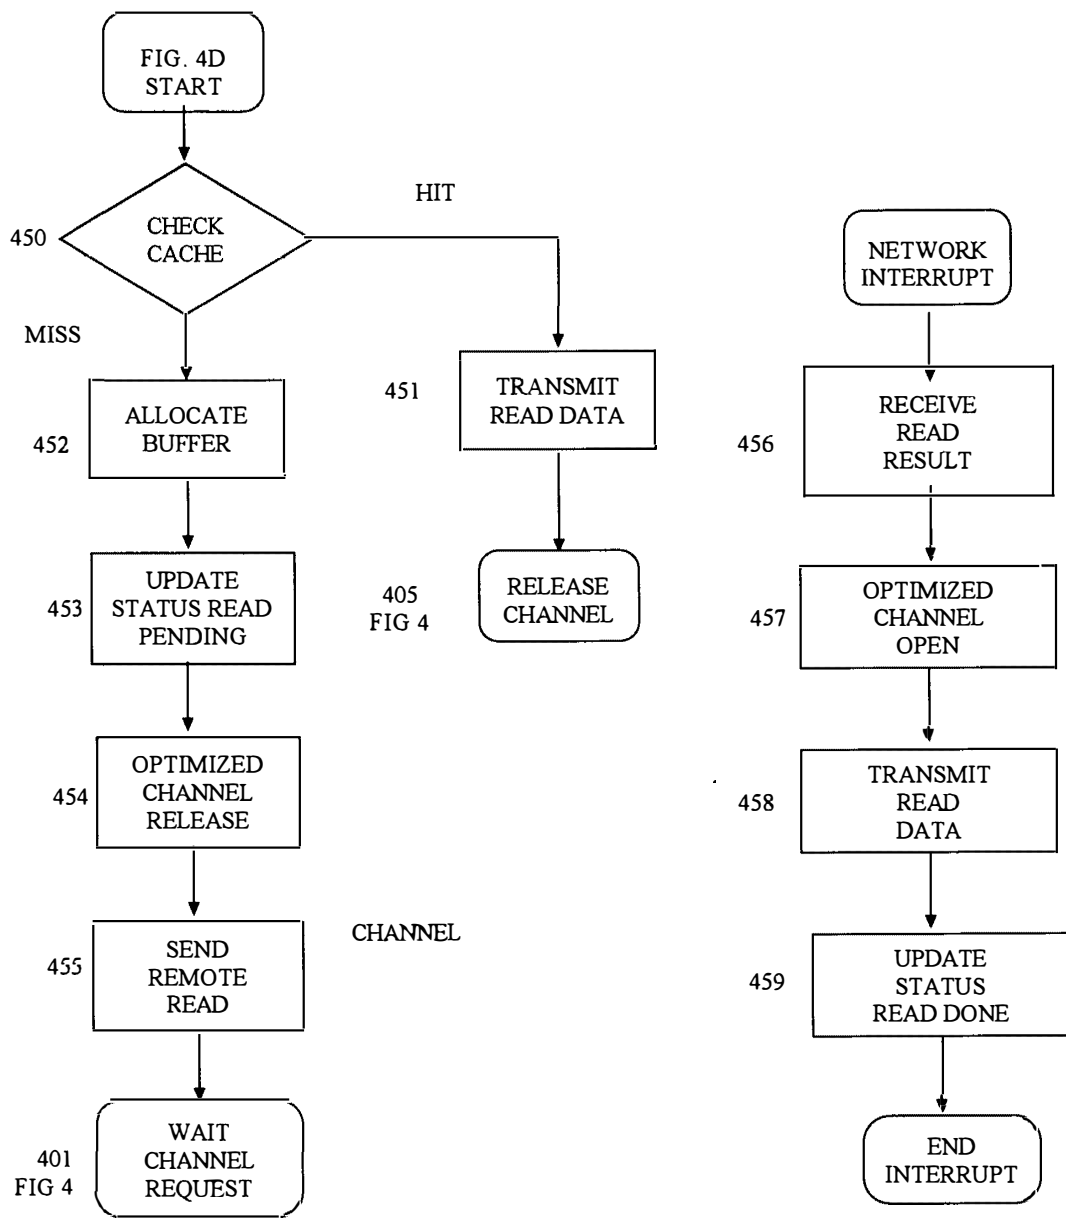 FIG. 4D
START
450
CHECK
CACHE
HIT
MISS
451
TRANSMIT
READ DATA
405
FIG 4
RELEASE
CHANNEL
452
ALLOCATE
BUFFER
453
UPDATE
STATUS READ
PENDING
454
OPTIMIZED
CHANNEL
RELEASE
455
SEND
REMOTE
READ
CHANNEL
401
FIG 4
WAIT
CHANNEL
REQUEST
NETWORK
INTERRUPT
456
RECEIVE
READ
RESULT
457
OPTIMIZED
CHANNEL
OPEN
458
TRANSMIT
READ
DATA
459
UPDATE
STATUS
READ DONE
END
INTERRUPT